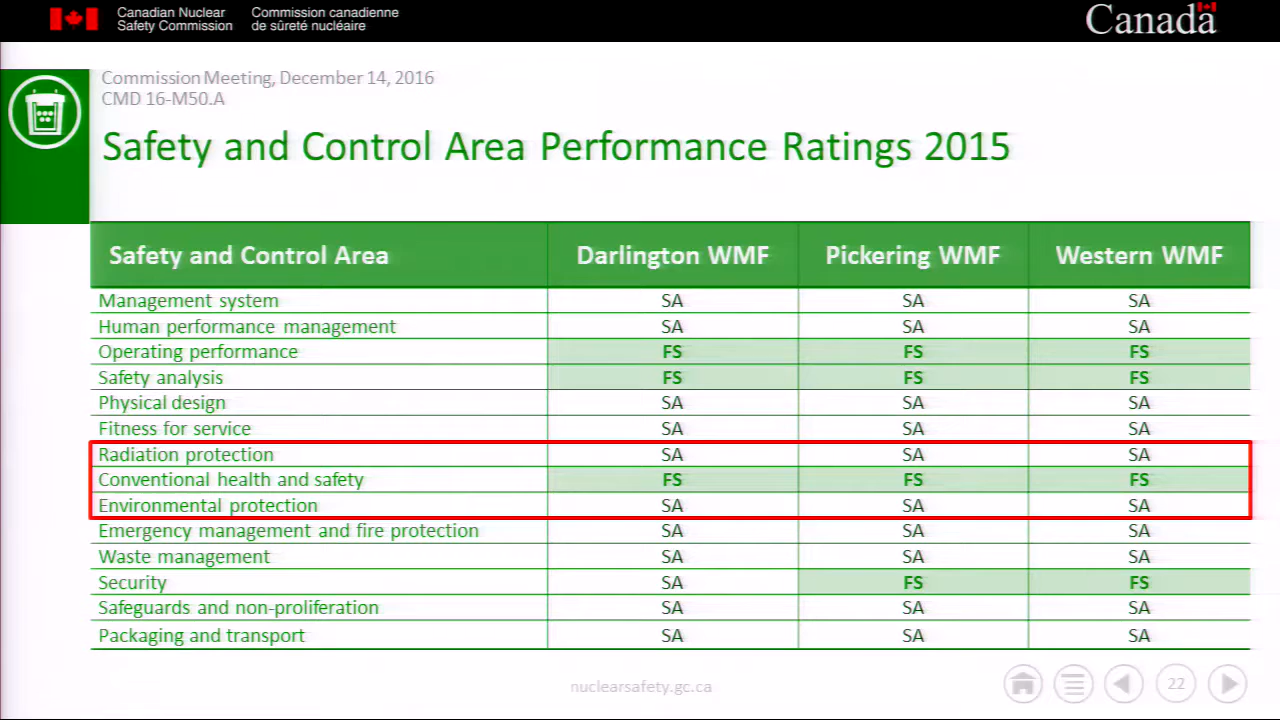 Canadian Nuclear Safety Commission
Commission canadienne de sûreté nucléaire
Canada
Commission Meeting, December 14, 2016
CMD 16-M50.A
Safety and Control Area Performance Ratings 2015
Safety and Control Area Darlington WMF Pickering WMF Western WMF
Management system SA SA SA
Human performance management SA SA SA
Operating performance FS FS FS
Safety analysis FS FS FS
Physical design SA SA SA
Fitness for service SA SA SA
Radiation protection SA SA SA
Conventional health and safety FS FS FS
Environmental protection SA SA SA
Emergency management and fire protection SA SA SA
Waste management SA SA SA
Security SA FS FS
Safeguards and non-proliferation SA SA SA
Packaging and transport SA SA SA
nuclearsafety.gc.ca
22